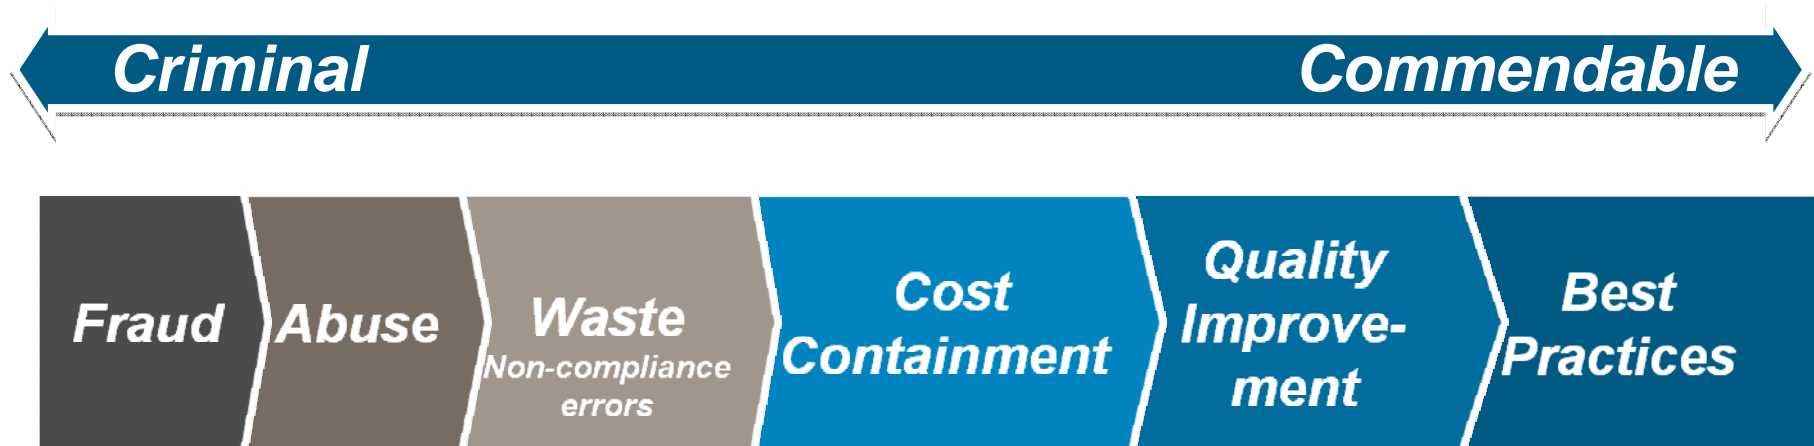 Criminal
Commendable
Fraud
Abuse
Waste
Non-compliance
errors
Cost
Containment
Quality
Improve-
ment
Best
Practices